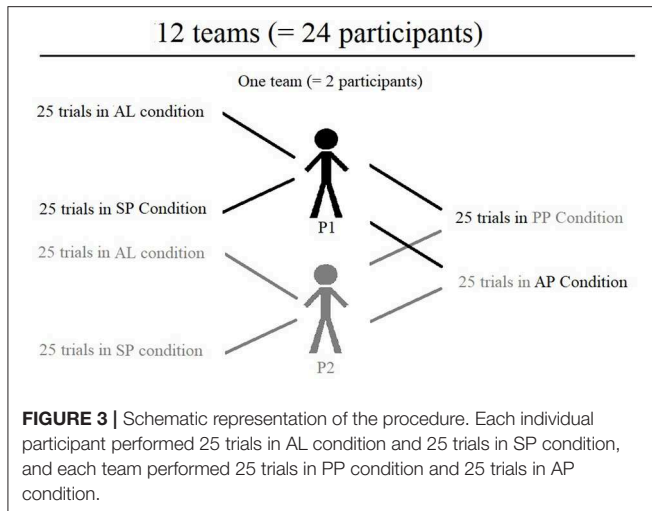 12 teams (= 24 participants)
One team (= 2 participants)
25 trials in AL condition
25 trials in SP Condition
P1
25 trials in PP Condition
25 trials in AL condition
25 trials in AP Condition
25 trials in SP condition
P2
FIGURE 3 | Schematic representation of the procedure. Each individual
participant performed 25 trials in AL condition and 25 trials in SP condition,
and each team performed 25 trials in PP condition and 25 trials in AP
condition.